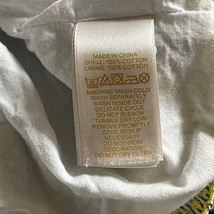 MADE IN CHINA
SHELL: 100% COTTON
LINING: 100% COTTON
MACHINE WASH COLD
WASH SEPARATELY
WASH INSIDE OUT
DELICATE CYCLE
DO NOT BLEACH
TUMBLE DRY LOW
REMOVE PROMPTLY
COOL IRON IF
NECESSARY
DO NOT IRON
DECORATION
DO NOT DRY CLEAN